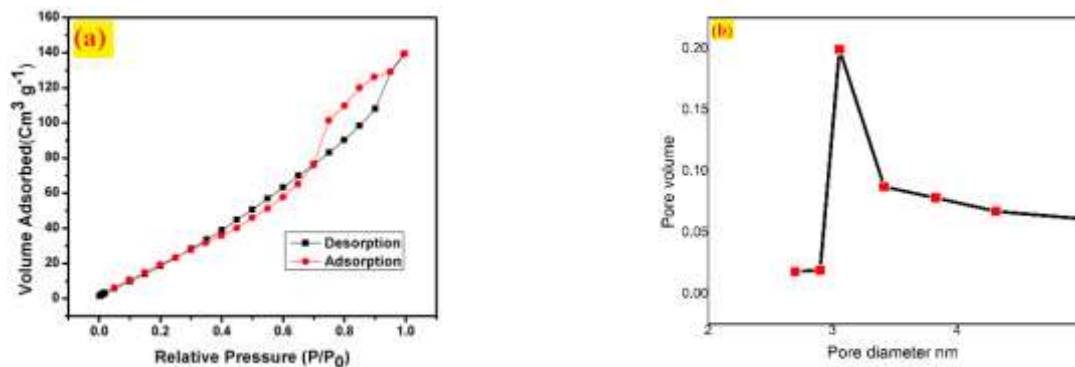 (a)
160
140
120
100
80
60
40
20
0
Volume Adsorbed(Cm³ g⁻¹)
Desorption
Adsorption
0.0 0.2 0.4 0.6 0.8 1.0
Relative Pressure (P/P₀)
(b)
0.20
0.15
0.10
0.05
0.00
Pore volume
2 3 4
Pore diameter nm